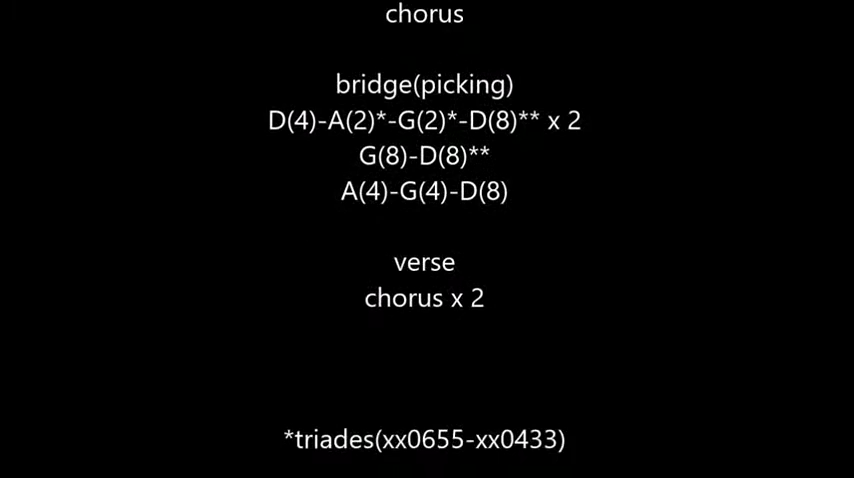 chorus
bridge(picking)
D(4)-A(2)*-G(2)*-D(8)** x 2
G(8)-D(8)**
A(4)-G(4)-D(8)
verse
chorus x 2
*triades(xx0655-xx0433)